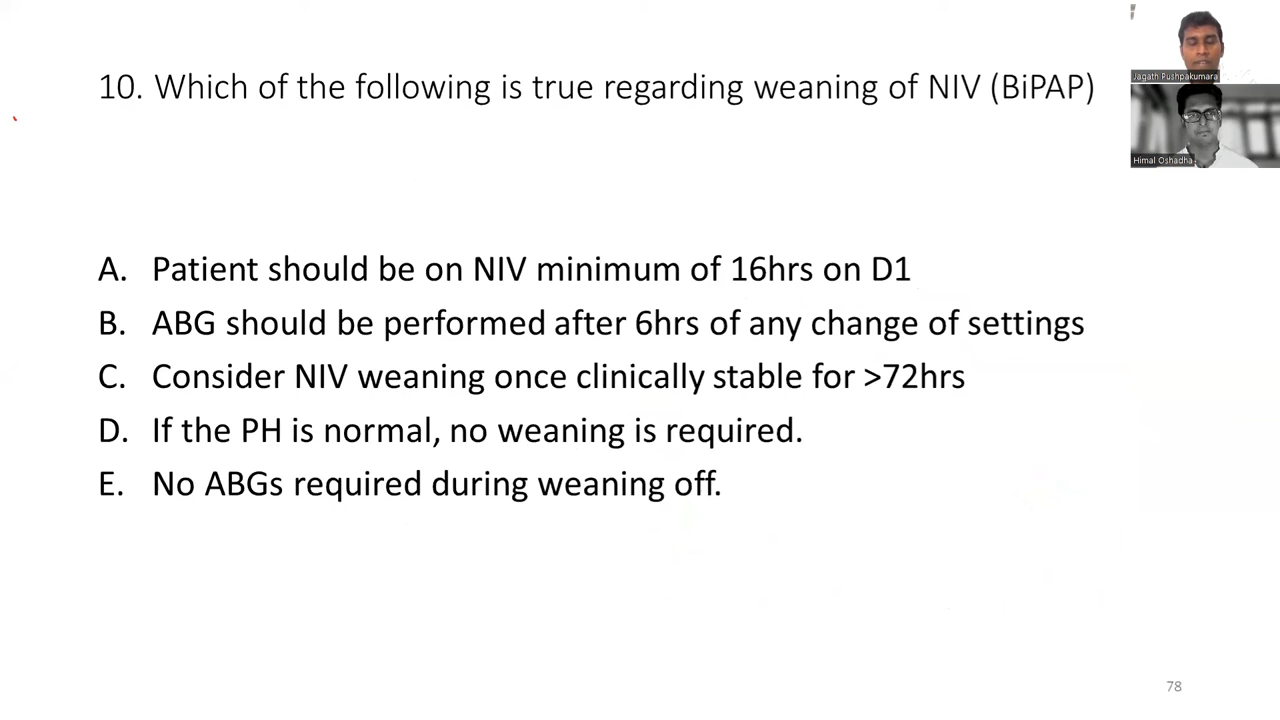 10. Which of the following is true regarding weaning of NIV (BiPAP)
Jagath Pushpakumara
Himal Oshadha
A. Patient should be on NIV minimum of 16hrs on D1
B. ABG should be performed after 6hrs of any change of settings
C. Consider NIV weaning once clinically stable for >72hrs
D. If the PH is normal, no weaning is required.
E. No ABGs required during weaning off.
78